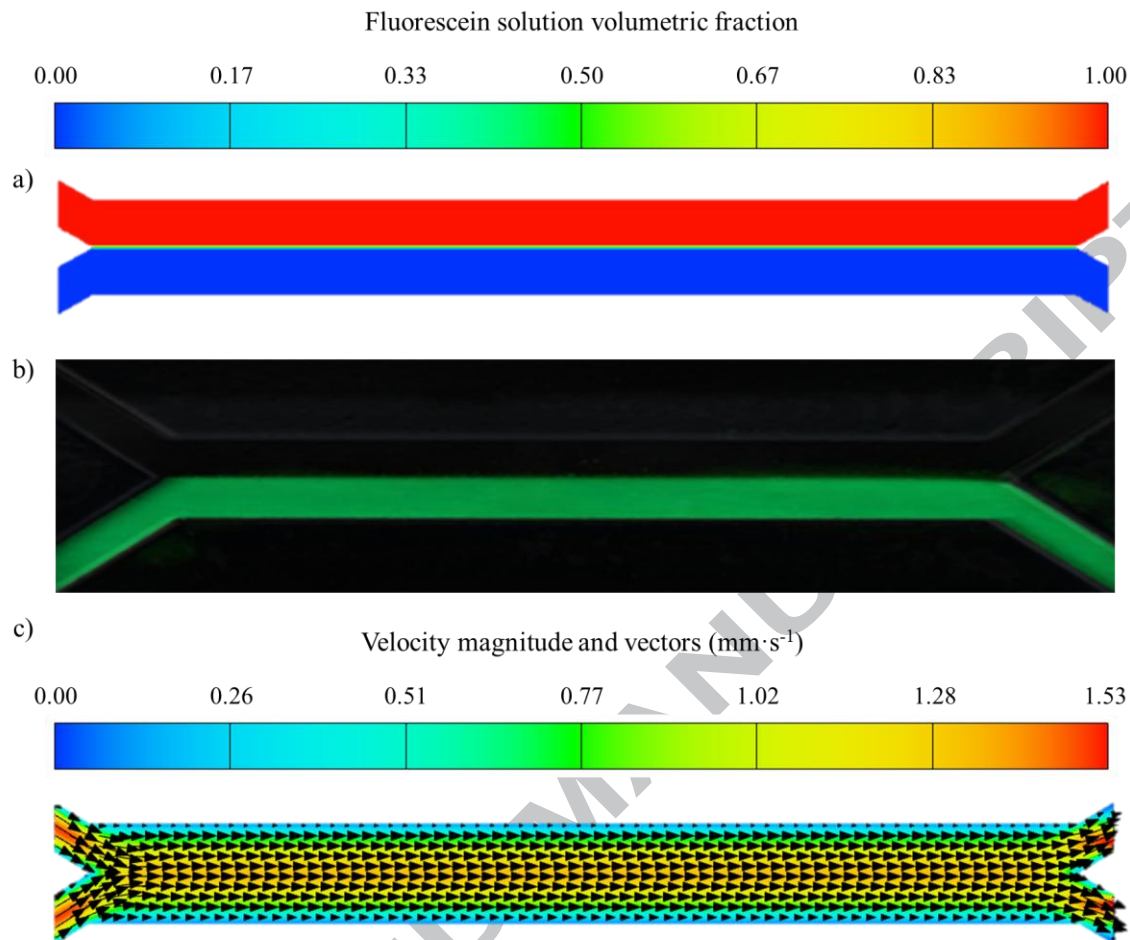 Fluorescein solution volumetric fraction
0.00 0.17 0.33 0.50 0.67 0.83 1.00
a)
b)
c)
Velocity magnitude and vectors (mm·s⁻¹)
0.00 0.26 0.51 0.77 1.02 1.28 1.53